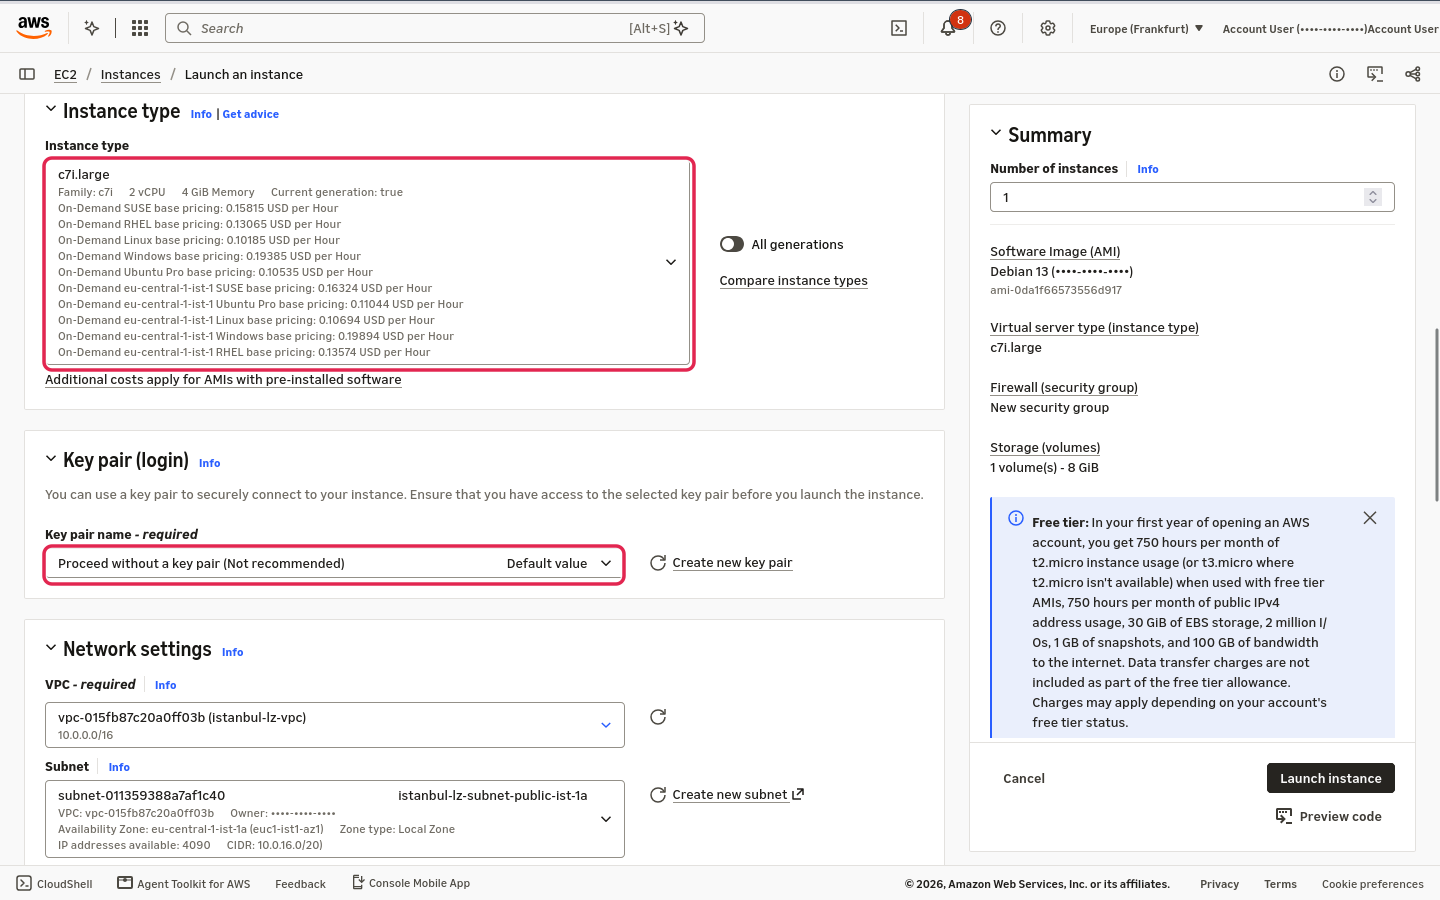 aws
Search
[Alt+S]
8
Europe (Frankfurt)
Account User (••••-••••-••••)Account User
EC2 / Instances / Launch an instance
Instance type Info | Get advice
Instance type
c7i.large
Family: c7i 2 vCPU 4 GiB Memory Current generation: true
On-Demand SUSE base pricing: 0.15815 USD per Hour
On-Demand RHEL base pricing: 0.13065 USD per Hour
On-Demand Linux base pricing: 0.10185 USD per Hour
On-Demand Windows base pricing: 0.19385 USD per Hour
On-Demand Ubuntu Pro base pricing: 0.10535 USD per Hour
On-Demand eu-central-1-ist-1 SUSE base pricing: 0.16324 USD per Hour
On-Demand eu-central-1-ist-1 Ubuntu Pro base pricing: 0.11044 USD per Hour
On-Demand eu-central-1-ist-1 Linux base pricing: 0.10694 USD per Hour
On-Demand eu-central-1-ist-1 Windows base pricing: 0.19894 USD per Hour
On-Demand eu-central-1-ist-1 RHEL base pricing: 0.13574 USD per Hour
All generations
Compare instance types
Additional costs apply for AMIs with pre-installed software
Key pair (login) Info
You can use a key pair to securely connect to your instance. Ensure that you have access to the selected key pair before you launch the instance.
Key pair name - required
Proceed without a key pair (Not recommended) Default value
Create new key pair
Network settings Info
VPC - required Info
vpc-015fb87c20a0ff03b (istanbul-lz-vpc)
10.0.0.0/16
Subnet Info
subnet-011359388a7af1c40 istanbul-lz-subnet-public-ist-1a
VPC: vpc-015fb87c20a0ff03b Owner: ••••-••••-••••
Availability Zone: eu-central-1-ist-1a (euc1-ist1-az1) Zone type: Local Zone
IP addresses available: 4090 CIDR: 10.0.16.0/20)
Create new subnet
Summary
Number of instances Info
1
Software Image (AMI)
Debian 13 (••••-••••-••••)
ami-0da1f66573556d917
Virtual server type (instance type)
c7i.large
Firewall (security group)
New security group
Storage (volumes)
1 volume(s) - 8 GiB
Free tier: In your first year of opening an AWS
account, you get 750 hours per month of
t2.micro instance usage (or t3.micro where
t2.micro isn't available) when used with free tier
AMIs, 750 hours per month of public IPv4
address usage, 30 GiB of EBS storage, 2 million I/
Os, 1 GB of snapshots, and 100 GB of bandwidth
to the internet. Data transfer charges are not
included as part of the free tier allowance.
Charges may apply depending on your account's
free tier status.
Cancel
Launch instance
Preview code
CloudShell
Agent Toolkit for AWS
Feedback
Console Mobile App
© 2026, Amazon Web Services, Inc. or its affiliates.
Privacy
Terms
Cookie preferences